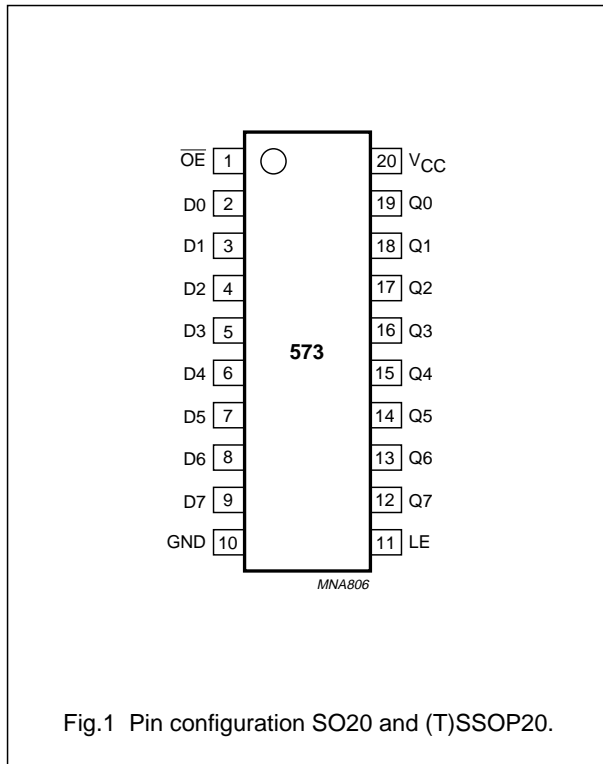 OE 1 20 VCC
D0 2 19 Q0
D1 3 18 Q1
D2 4 17 Q2
D3 5 16 Q3
573
D4 6 15 Q4
D5 7 14 Q5
D6 8 13 Q6
D7 9 12 Q7
GND 10 11 LE
MNA806
Fig.1 Pin configuration SO20 and (T)SSOP20.